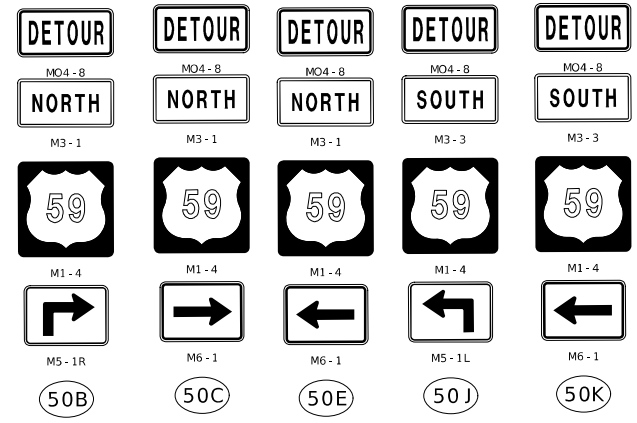 DETOUR DETOUR DETOUR DETOUR DETOUR
MO4-8 MO4-8 MO4-8 MO4-8 MO4-8
NORTH NORTH NORTH SOUTH SOUTH
M3-1 M3-1 M3-1 M3-3 M3-3
59 59 59 59 59
M1-4 M1-4 M1-4 M1-4 M1-4
M5-1R M6-1 M6-1 M5-1L M6-1
50B 50C 50E 50J 50K